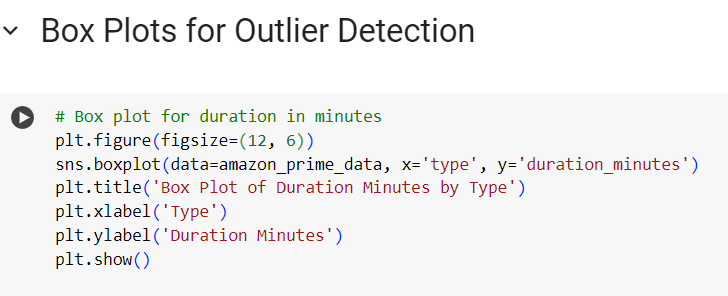 Box Plots for Outlier Detection
# Box plot for duration in minutes
plt.figure(figsize=(12, 6))
sns.boxplot(data=amazon_prime_data, x='type', y='duration_minutes')
plt.title('Box Plot of Duration Minutes by Type')
plt.xlabel('Type')
plt.ylabel('Duration Minutes')
plt.show()